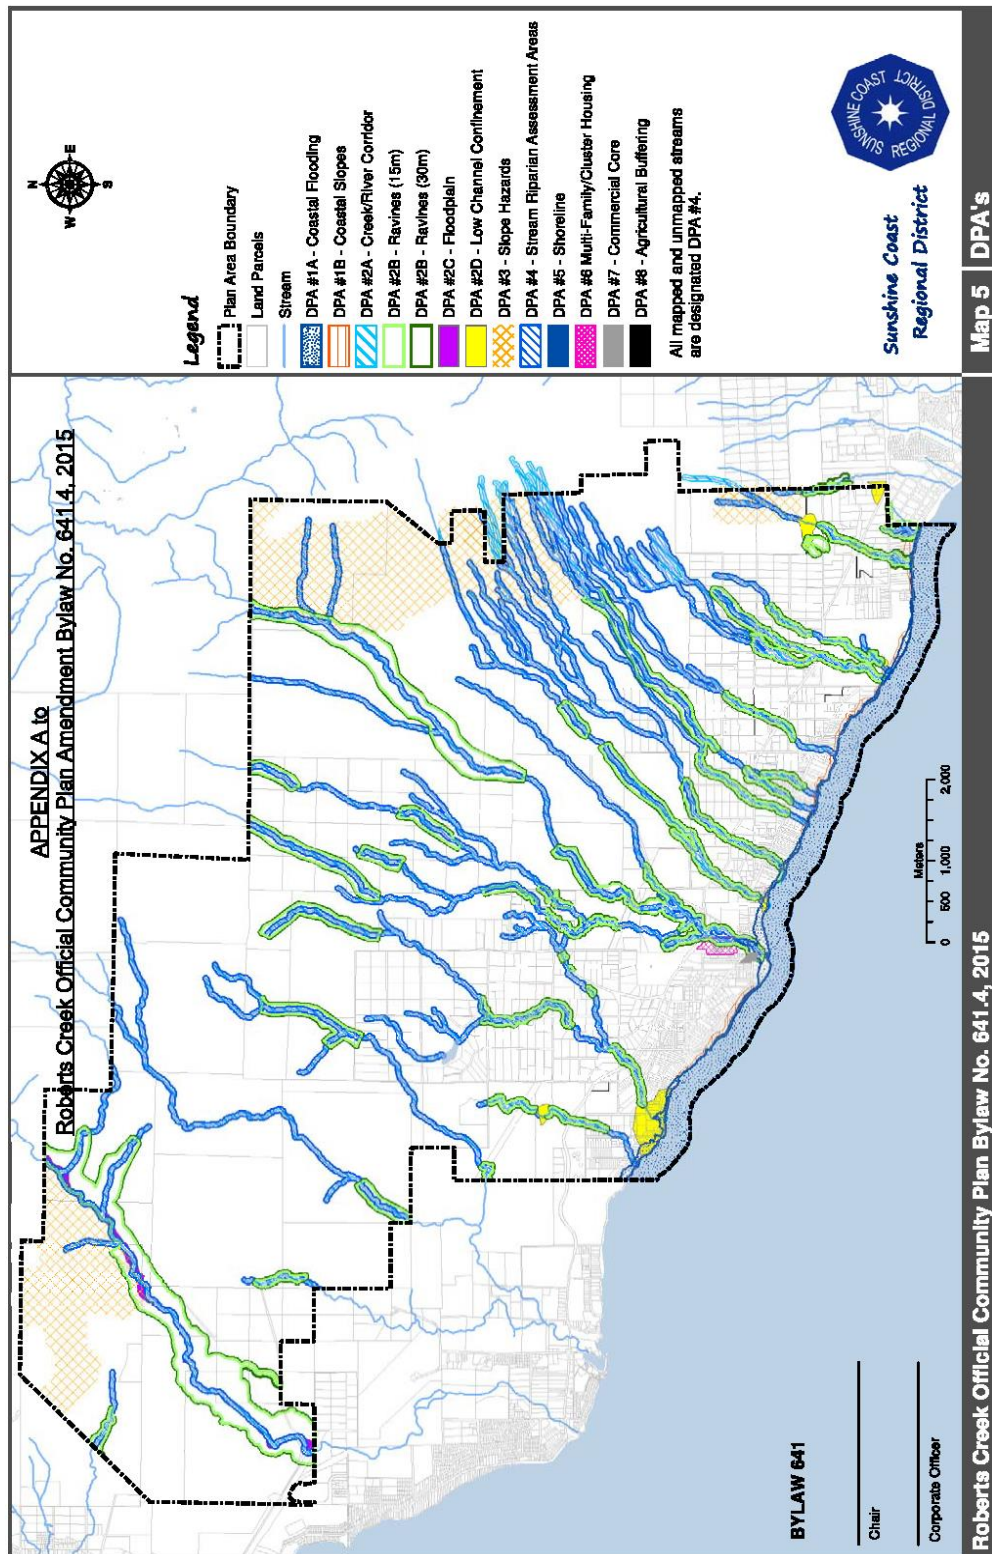 APPENDIX A to
Roberts Creek Official Community Plan Amendment Bylaw No. 641.4, 2015
N
W
E
S
Legend
Plan Area Boundary
Land Parcels
Stream
DPA #1A - Coastal Flooding
DPA #1B - Coastal Slopes
DPA #2A - Creek/River Corridor
DPA #2B - Ravines (15m)
DPA #2B - Ravines (30m)
DPA #2C - Floodplain
DPA #2D - Low Channel Confinement
DPA #3 - Slope Hazards
DPA #4 - Stream Riparian Assessment Areas
DPA #5 - Shoreline
DPA #6 Multi-Family/Cluster Housing
DPA #7 - Commercial Core
DPA #8 - Agricultural Buffering
All mapped and unmapped streams
are designated DPA #4.
Sunshine Coast
Regional District
SUNSHINE COAST
REGIONAL DISTRICT
Meters
0 500 1,000 2,000
BYLAW 641
Chair
Corporate Officer
Roberts Creek Official Community Plan Bylaw No. 641.4, 2015
Map 5
DPA's